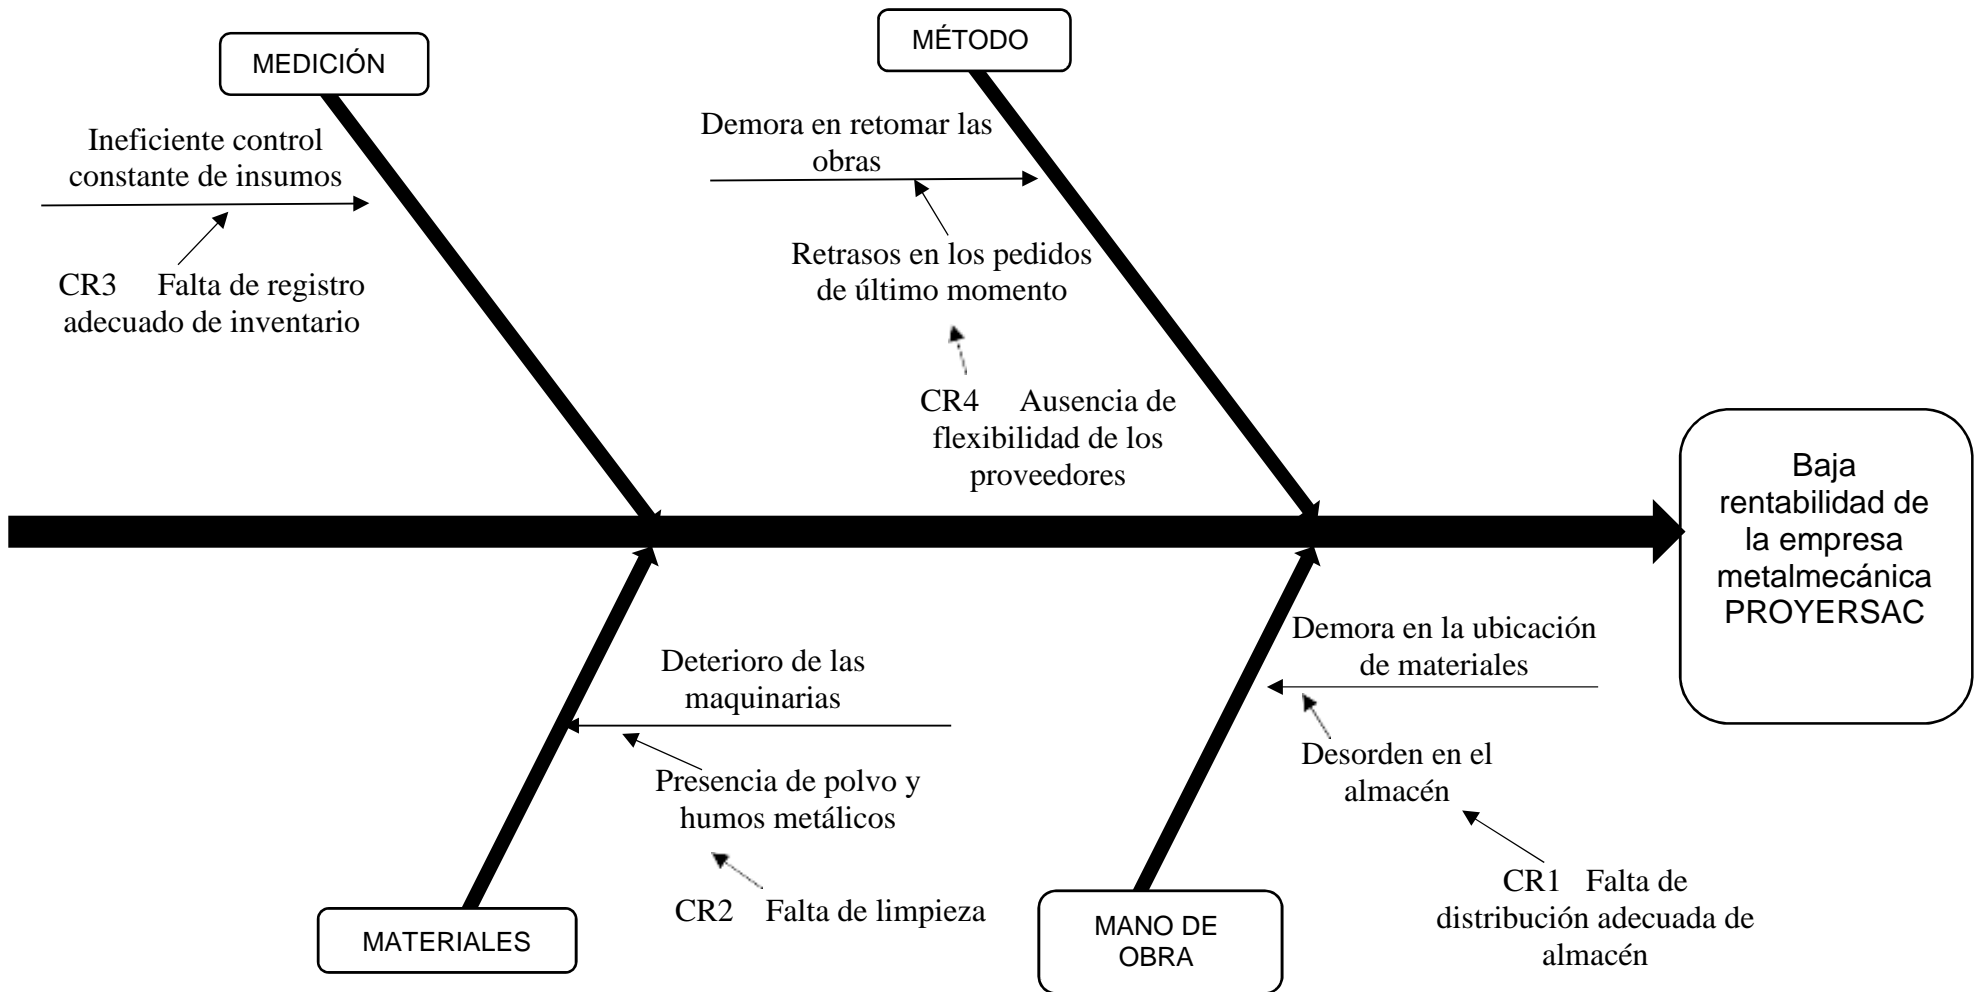 MEDICIÓN
MÉTODO
Ineficiente control
constante de insumos
CR3 Falta de registro
adecuado de inventario
Demora en retomar las
obras
Retrasos en los pedidos
de último momento
CR4 Ausencia de
flexibilidad de los
proveedores
Baja
rentabilidad de
la empresa
metalmecánica
PROYERSAC
Deterioro de las
maquinarias
Presencia de polvo y
humos metálicos
CR2 Falta de limpieza
MATERIALES
Demora en la ubicación
de materiales
Desorden en el
almacén
CR1 Falta de
distribución adecuada de
almacén
MANO DE
OBRA